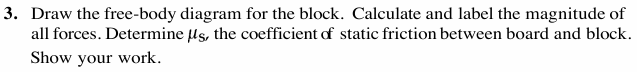 3. Draw the free-body diagram for the block. Calculate and label the magnitude of
all forces. Determine μs, the coefficient of static friction between board and block.
Show your work.